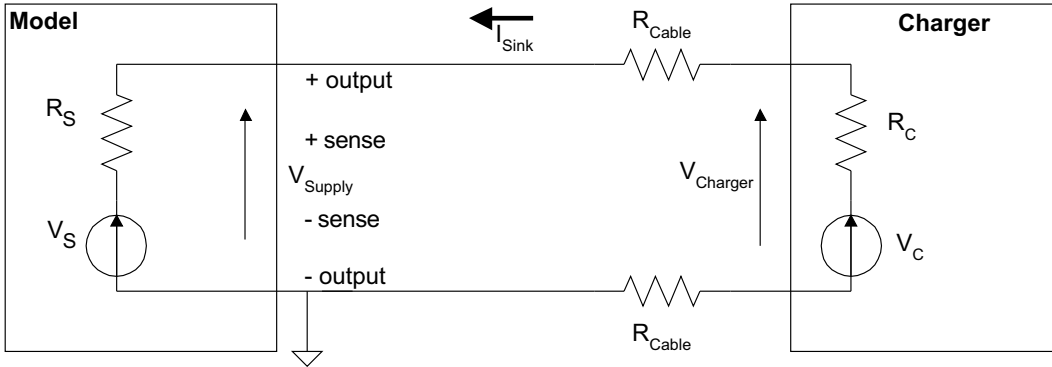 Model
I_Sink
R_Cable
Charger
+ output
R_S
+ sense
R_C
V_Supply
V_Charger
- sense
V_S
V_C
- output
R_Cable